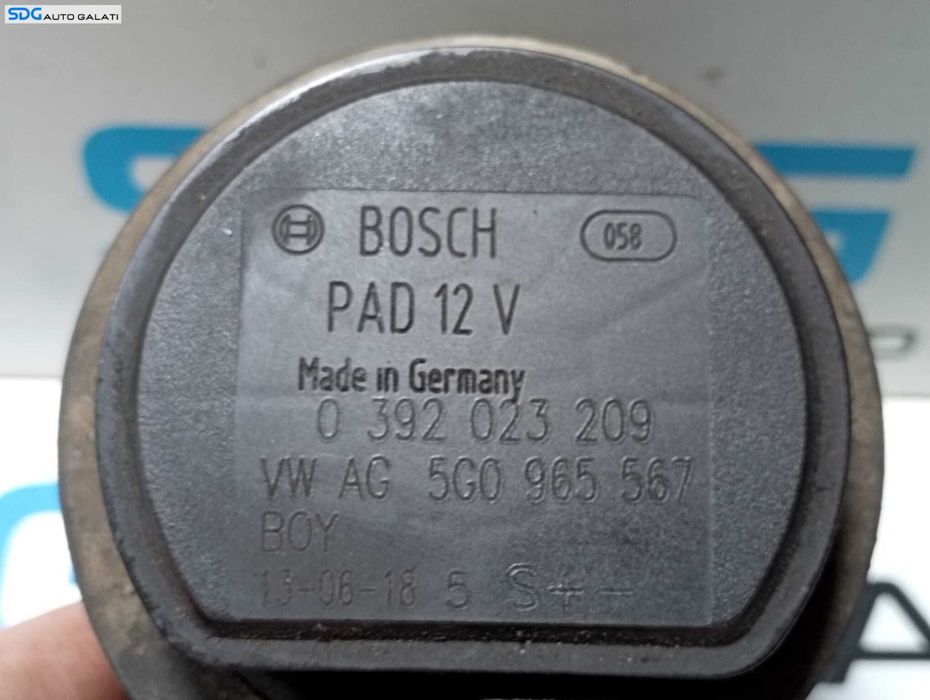 SDG AUTO GALATI
BOSCH 058
PAD 12 V
Made in Germany
0 392 023 209
VW AG 5G0 965 567
BOY
13-06-18 5 S + -